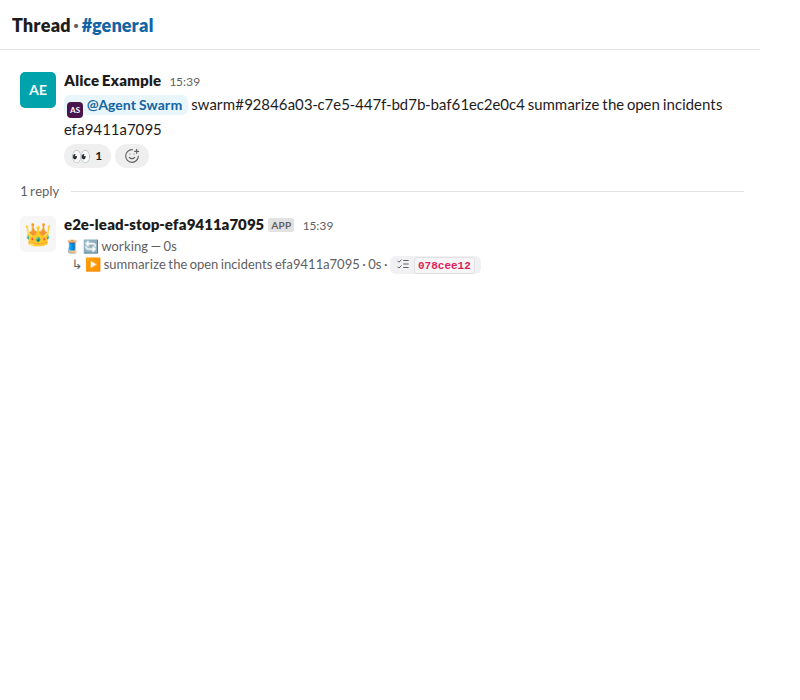 Thread • #general
AE
Alice Example 15:39
AS @Agent Swarm swarm#92846a03-c7e5-447f-bd7b-baf61ec2e0c4 summarize the open incidents
efa9411a7095
👀 1
1 reply
e2e-lead-stop-efa9411a7095 APP 15:39
🧵 🔄 working — 0s
↳ ▶️ summarize the open incidents efa9411a7095 · 0s · 078cee12